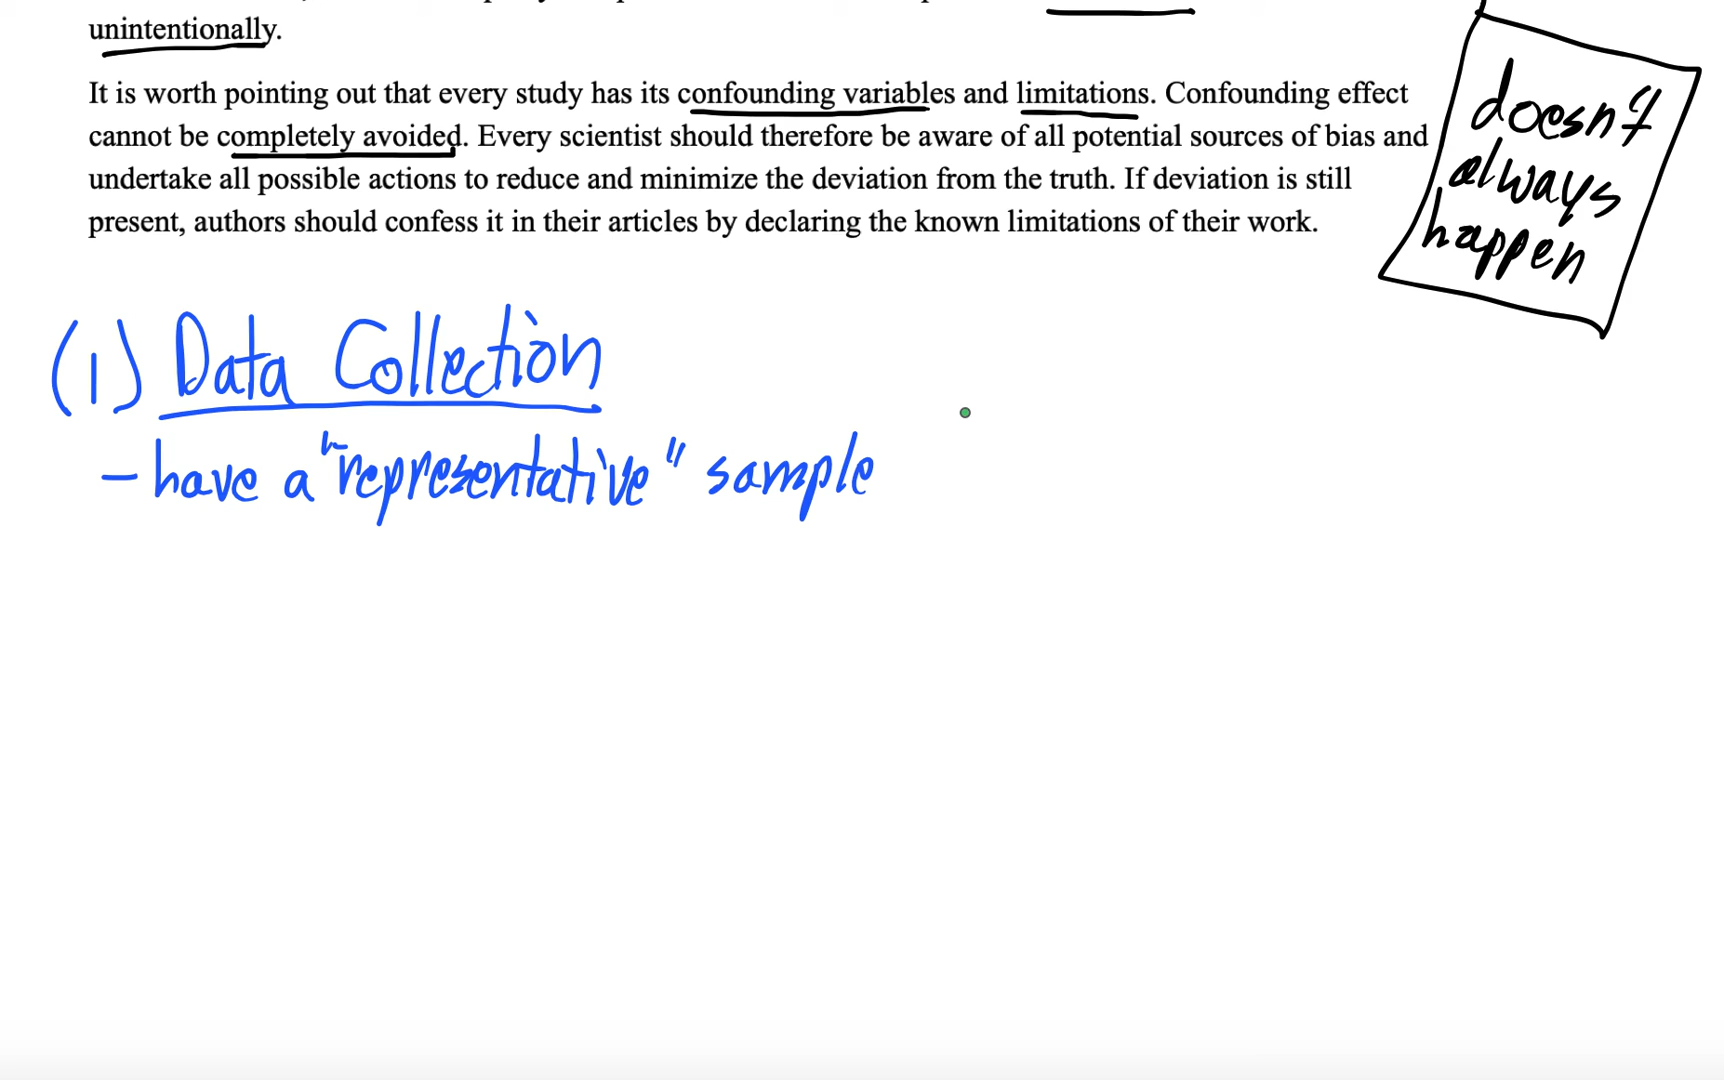 unintentionally.
It is worth pointing out that every study has its confounding variables and limitations. Confounding effect
cannot be completely avoided. Every scientist should therefore be aware of all potential sources of bias and
undertake all possible actions to reduce and minimize the deviation from the truth. If deviation is still
present, authors should confess it in their articles by declaring the known limitations of their work.
doesn't
always
happen
(1) Data Collection
- have a "representative" sample